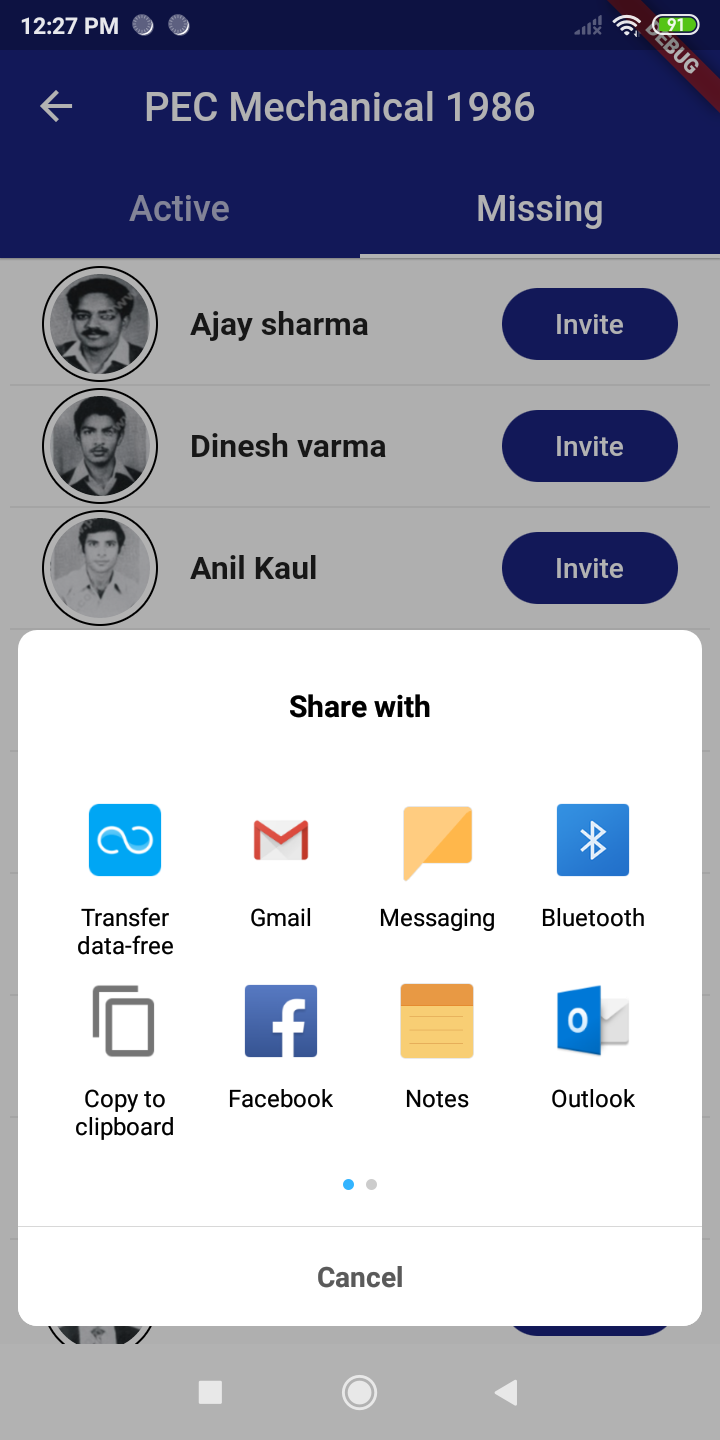 12:27 PM
91
DEBUG
PEC Mechanical 1986
Active
Missing
Ajay sharma
Invite
Dinesh varma
Invite
Anil Kaul
Invite
Share with
Transfer
data-free
Gmail
Messaging
Bluetooth
Copy to
clipboard
Facebook
Notes
Outlook
Cancel